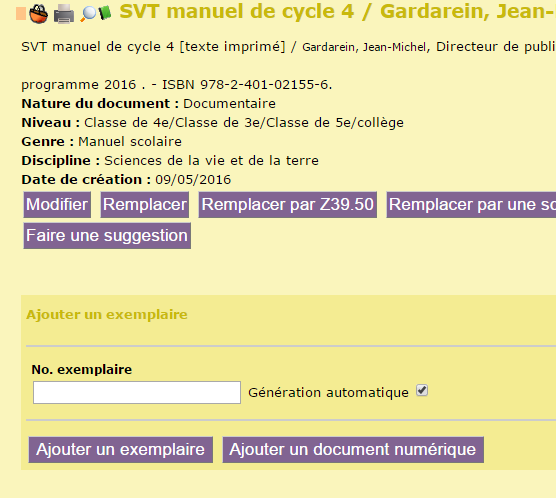 SVT manuel de cycle 4 / Gardarein, Jean-
SVT manuel de cycle 4 [texte imprimé] / Gardarein, Jean-Michel, Directeur de publi
programme 2016 . - ISBN 978-2-401-02155-6.
Nature du document : Documentaire
Niveau : Classe de 4e/Classe de 3e/Classe de 5e/collège
Genre : Manuel scolaire
Discipline : Sciences de la vie et de la terre
Date de création : 09/05/2016
Modifier Remplacer Remplacer par Z39.50 Remplacer par une so
Faire une suggestion
Ajouter un exemplaire
No. exemplaire
Génération automatique
Ajouter un exemplaire Ajouter un document numérique